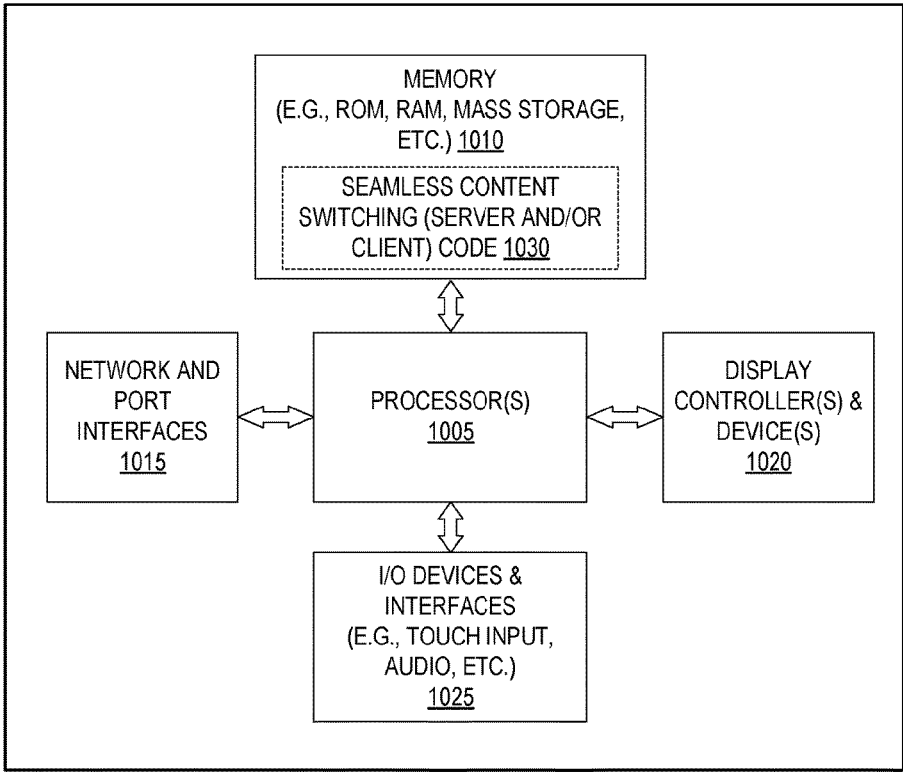 MEMORY
(E.G., ROM, RAM, MASS STORAGE,
ETC.) 1010
SEAMLESS CONTENT
SWITCHING (SERVER AND/OR
CLIENT) CODE 1030
NETWORK AND
PORT
INTERFACES
1015
PROCESSOR(S)
1005
DISPLAY
CONTROLLER(S) &
DEVICE(S)
1020
I/O DEVICES &
INTERFACES
(E.G., TOUCH INPUT,
AUDIO, ETC.)
1025